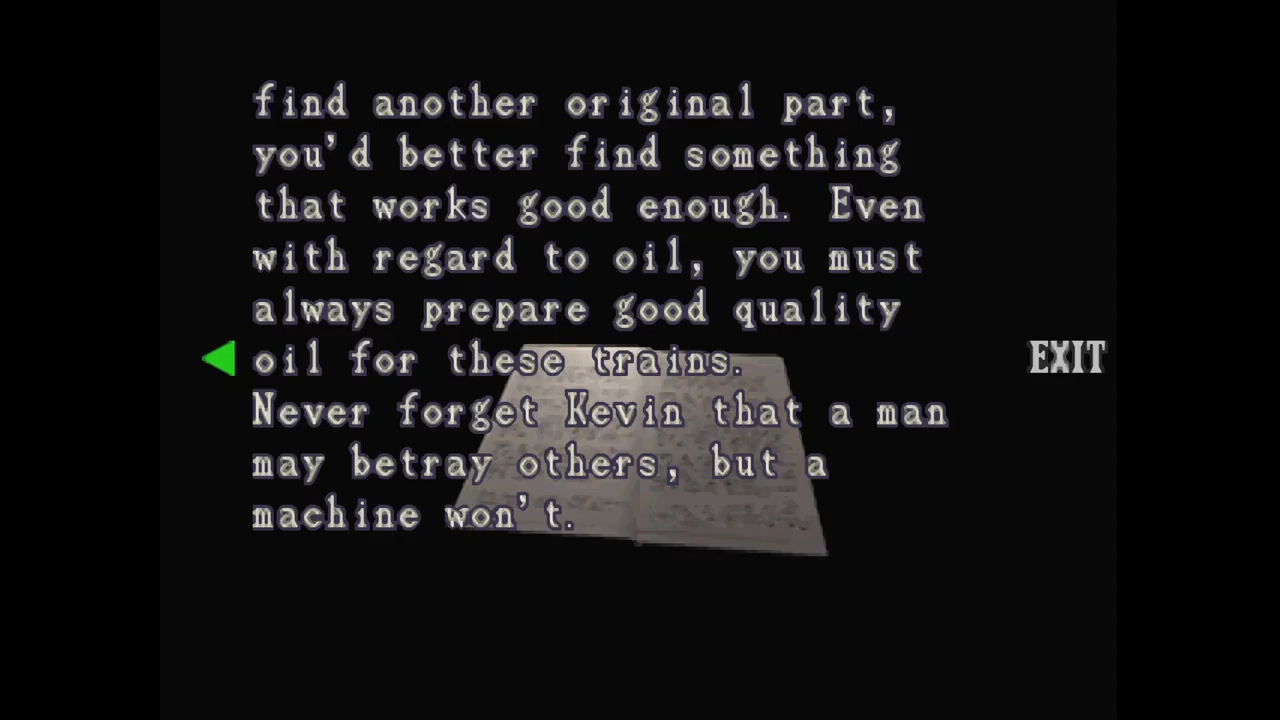 find another original part,
you'd better find something
that works good enough. Even
with regard to oil, you must
always prepare good quality
oil for these trains.
EXIT
Never forget Kevin that a man
may betray others, but a
machine won't.